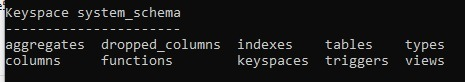 Keyspace system_schema
----------------------
aggregates  dropped_columns  indexes    tables    types
columns     functions        keyspaces  triggers  views